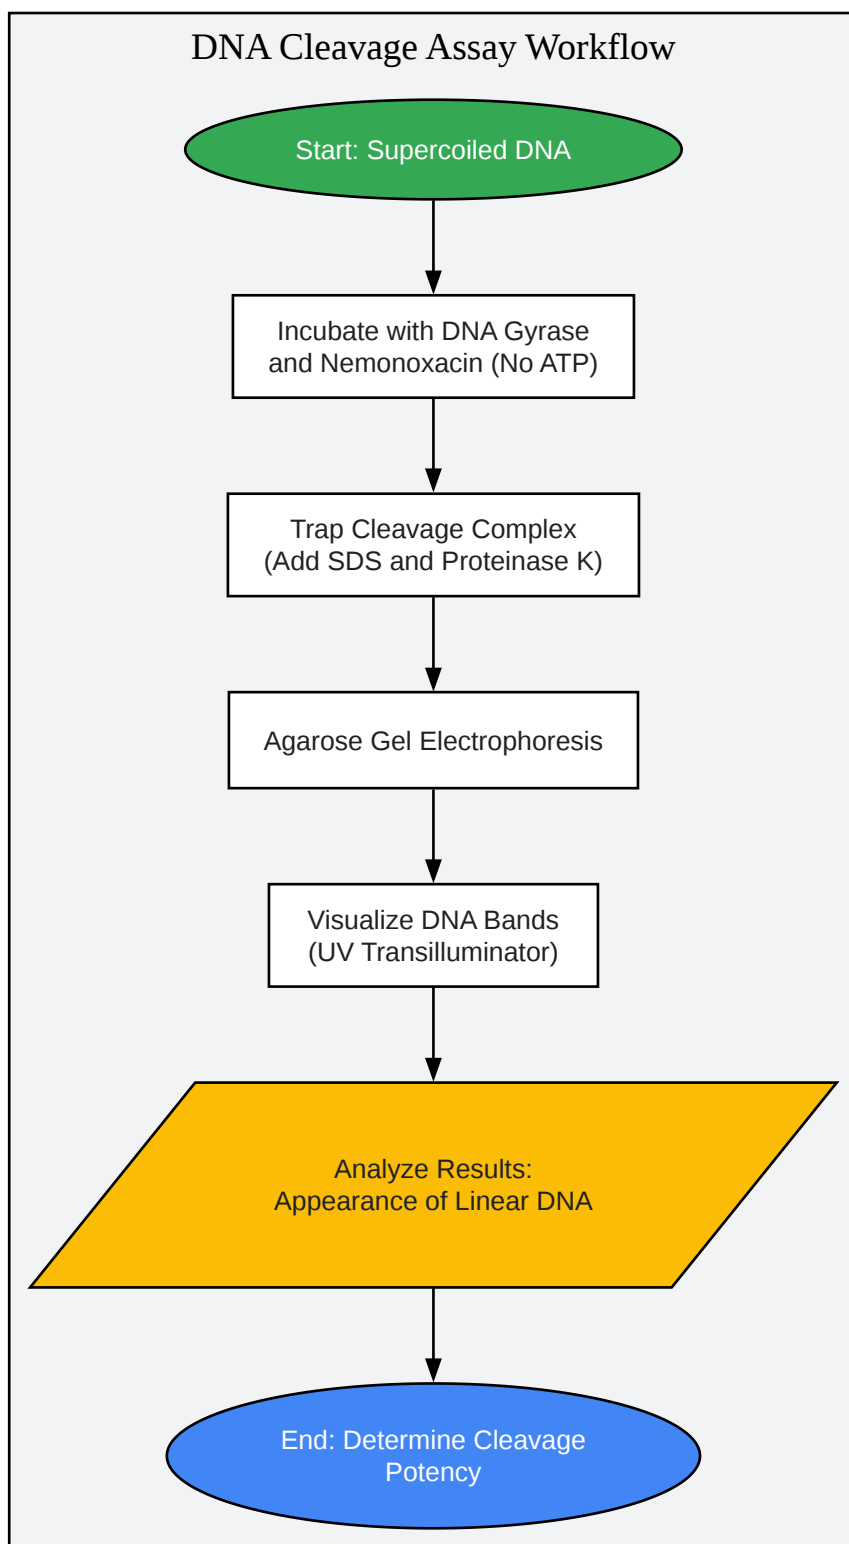 DNA Cleavage Assay Workflow
Start: Supercoiled DNA
Incubate with DNA Gyrase
and Nemonoxacin (No ATP)
Trap Cleavage Complex
(Add SDS and Proteinase K)
Agarose Gel Electrophoresis
Visualize DNA Bands
(UV Transilluminator)
Analyze Results:
Appearance of Linear DNA
End: Determine Cleavage
Potency